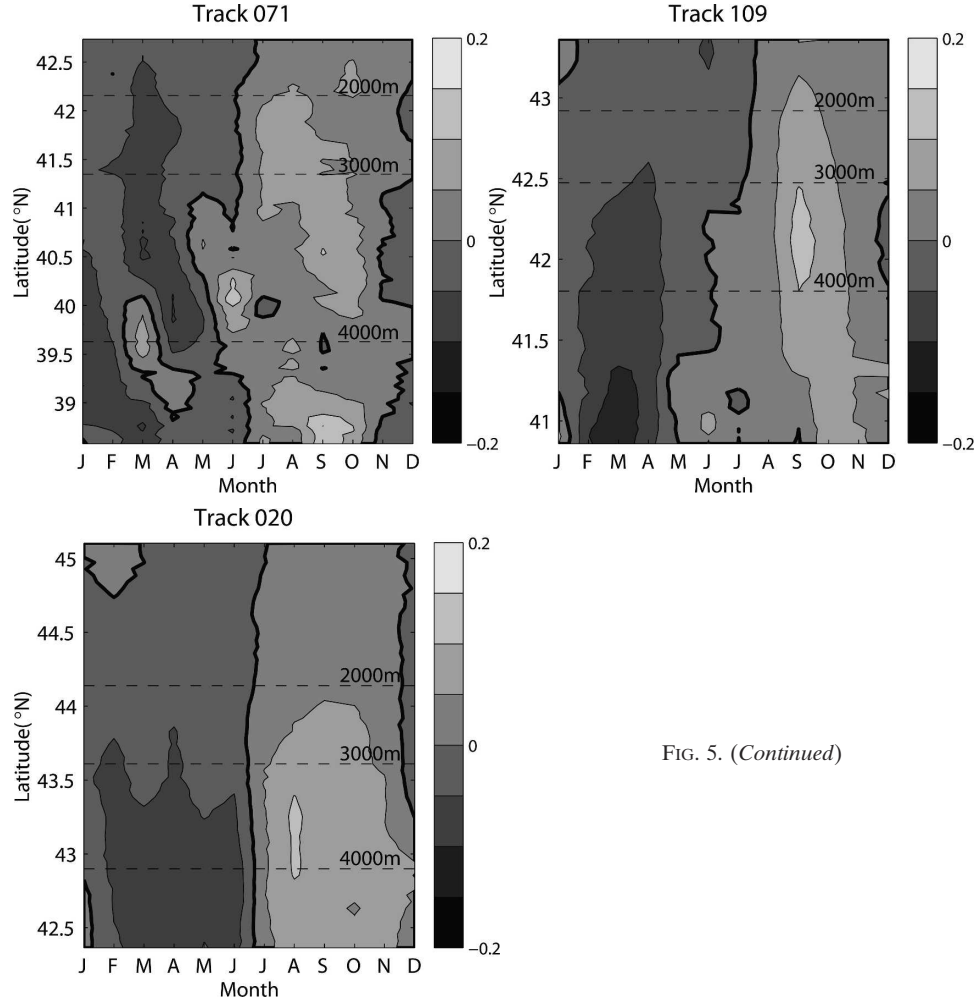 Track 071
Latitude(°N)
42.5
42
41.5
41
40.5
40
39.5
39
2000m
3000m
4000m
J F M A M J J A S O N D
Month
0.2
0
−0.2
Track 109
Latitude(°N)
43
42.5
42
41.5
41
2000m
3000m
4000m
J F M A M J J A S O N D
Month
0.2
0
−0.2
Track 020
Latitude(°N)
45
44.5
44
43.5
43
42.5
2000m
3000m
4000m
J F M A M J J A S O N D
Month
0.2
0
−0.2
FIG. 5. (Continued)